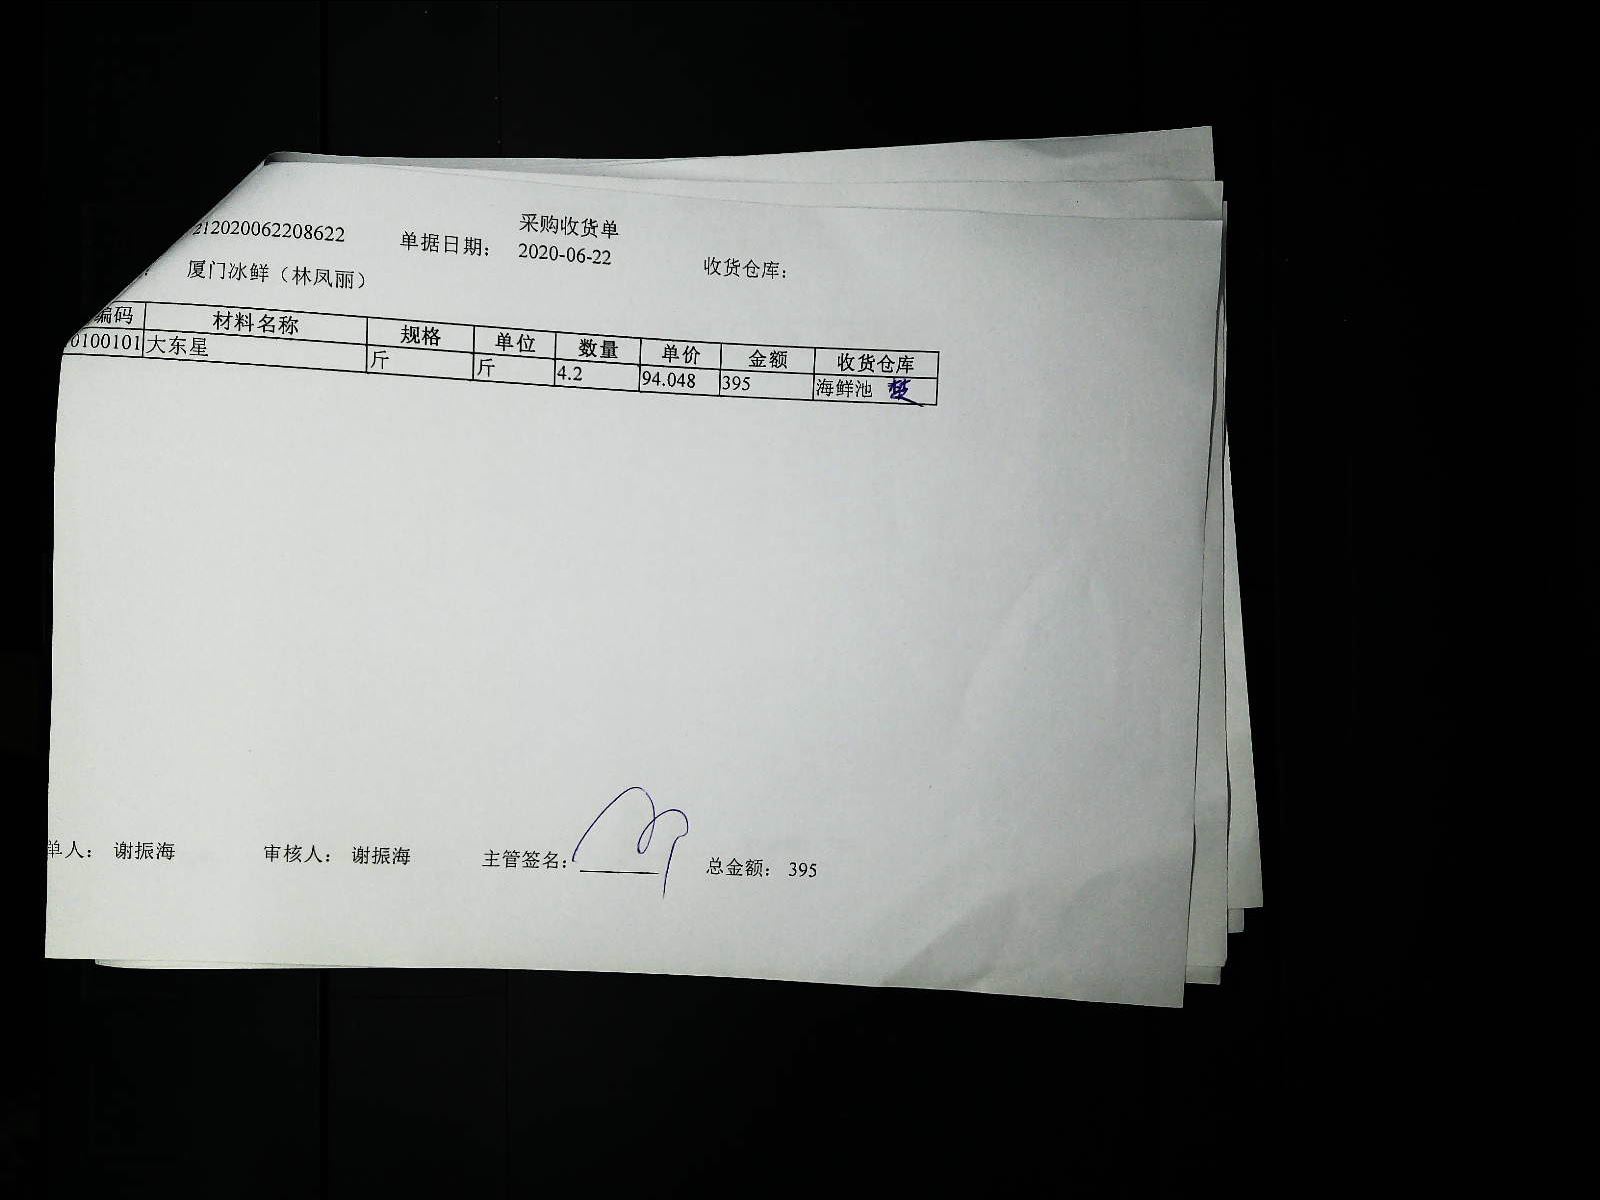 采购收货单
212020062208622 单据日期： 2020-06-22 收货仓库：
厦门冰鲜（林凤丽）
编码 材料名称 规格 单位 数量 单价 金额 收货仓库
0100101 大东星 斤 斤 4.2 94.048 395 海鲜池
单人： 谢振海 审核人： 谢振海 主管签名： 总金额： 395